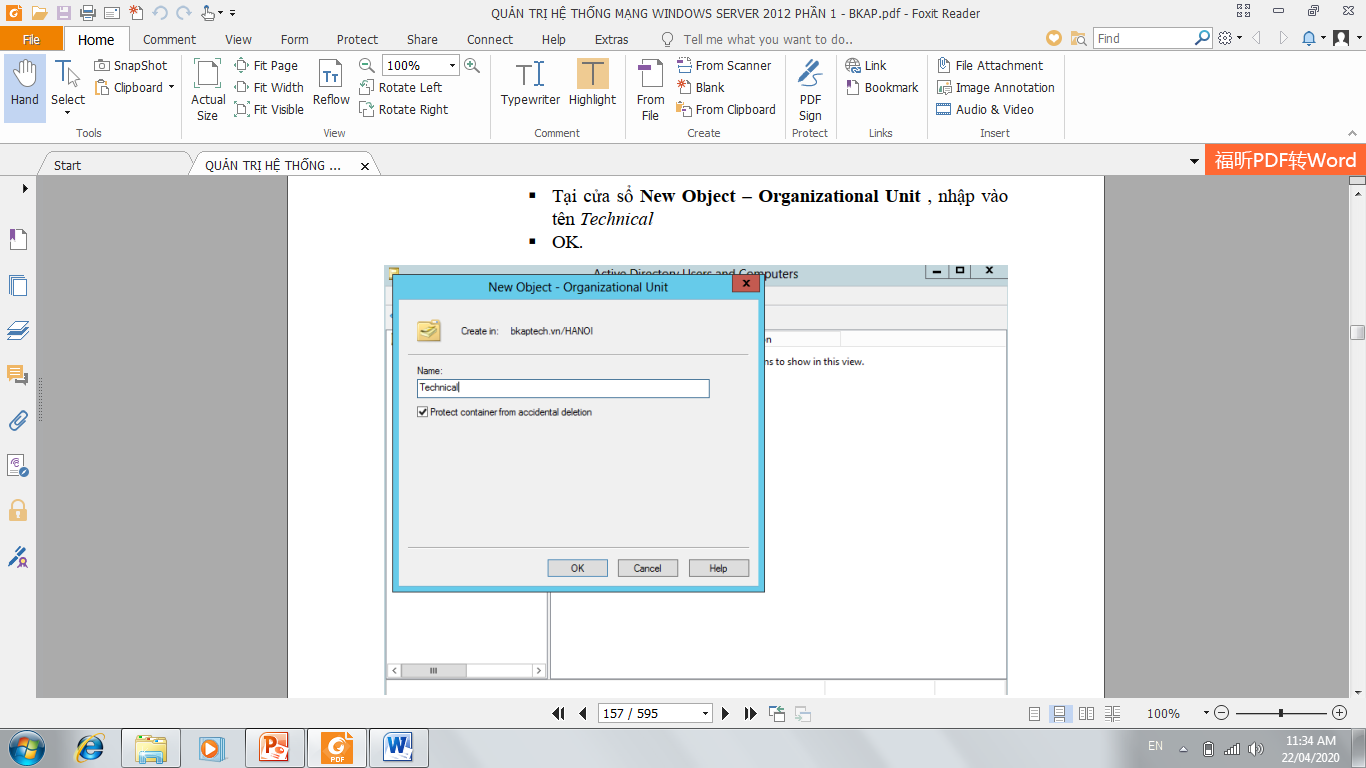 QUẢN TRỊ HỆ THỐNG MẠNG WINDOWS SERVER 2012 PHẦN 1 - BKAP.pdf - Foxit Reader
File Home Comment View Form Protect Share Connect Help Extras Tell me what you want to do.. Find
Hand
Select
SnapShot
Clipboard
Tools
Actual Size
Fit Page
Fit Width
Fit Visible
Reflow
100%
Rotate Left
Rotate Right
View
Typewriter
Highlight
Comment
From File
From Scanner
Blank
From Clipboard
Create
PDF Sign
Protect
Link
Bookmark
Links
File Attachment
Image Annotation
Audio & Video
Insert
Start
QUẢN TRỊ HỆ THỐNG ...
福昕PDF转Word
▪ Tại cửa sổ New Object – Organizational Unit , nhập vào
tên Technical
▪ OK.
Active Directory Users and Computers
New Object - Organizational Unit
Create in: bkaptech.vn/HANOI
Name:
Technical
Protect container from accidental deletion
ns to show in this view.
OK Cancel Help
157 / 595
100%
EN
11:34 AM
22/04/2020